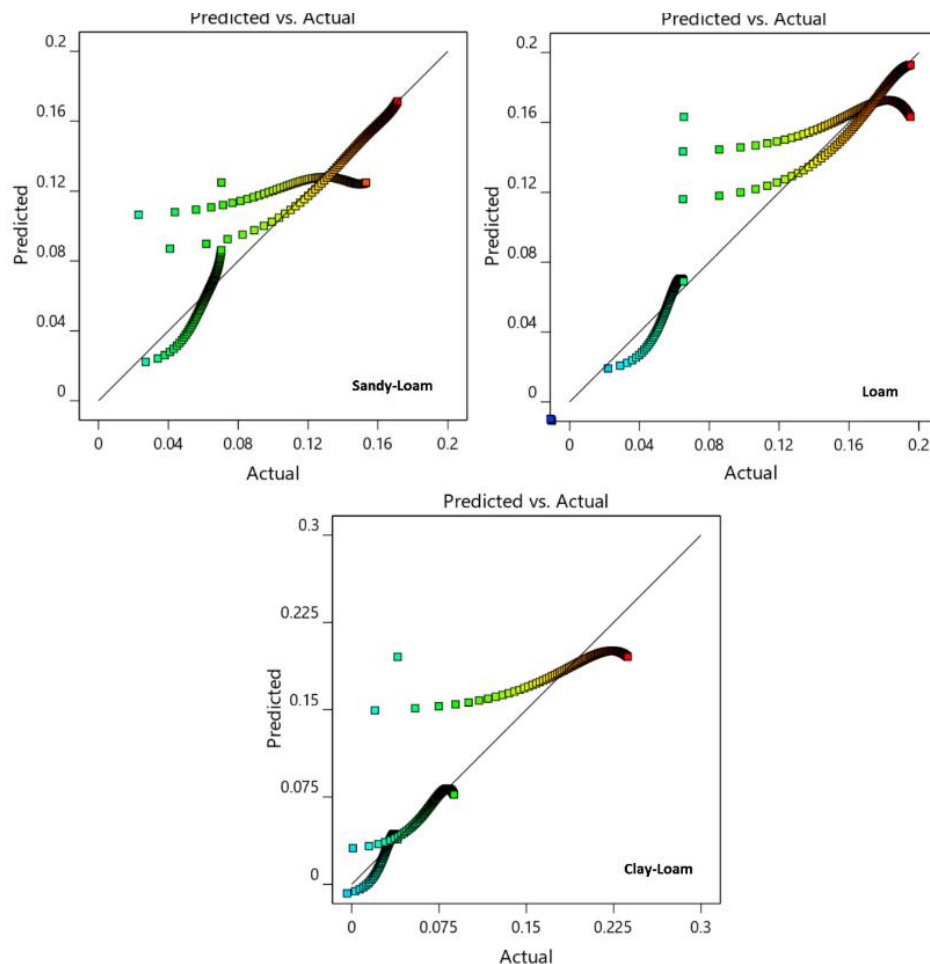 Predicted vs. Actual
0.2
0.16
0.12
0.08
0.04
0
Predicted
Sandy-Loam
0 0.04 0.08 0.12 0.16 0.2
Actual
Predicted vs. Actual
0.2
0.16
0.12
0.08
0.04
0
Predicted
Loam
0 0.04 0.08 0.12 0.16 0.2
Actual
Predicted vs. Actual
0.3
0.225
0.15
0.075
0
Predicted
Clay-Loam
0 0.075 0.15 0.225 0.3
Actual